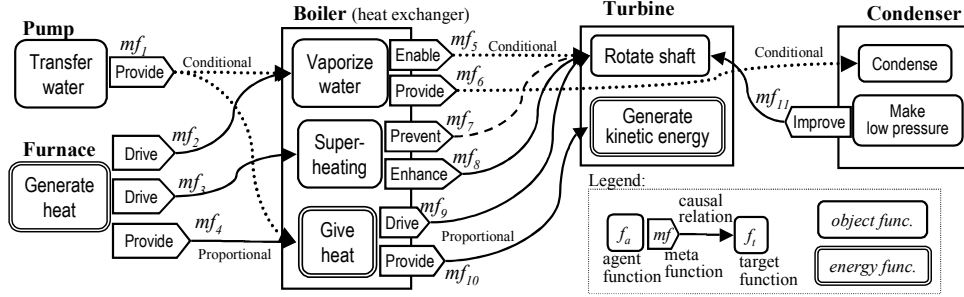 Pump
Transfer
water
mf1
Provide
Conditional
Furnace
Generate
heat
mf2
Drive
mf3
Drive
mf4
Provide
Proportional
Boiler (heat exchanger)
Vaporize
water
Enable
mf5
Conditional
Provide
mf6
Super-
heating
Prevent
mf7
Enhance
mf8
Give
heat
Drive
mf9
Proportional
Provide
mf10
Turbine
Rotate shaft
Generate
kinetic energy
Condenser
Conditional
Condense
mf11
Improve
Make
low pressure
Legend:
causal
relation
fa
mf
ft
agent
function
meta
function
target
function
object func.
energy func.